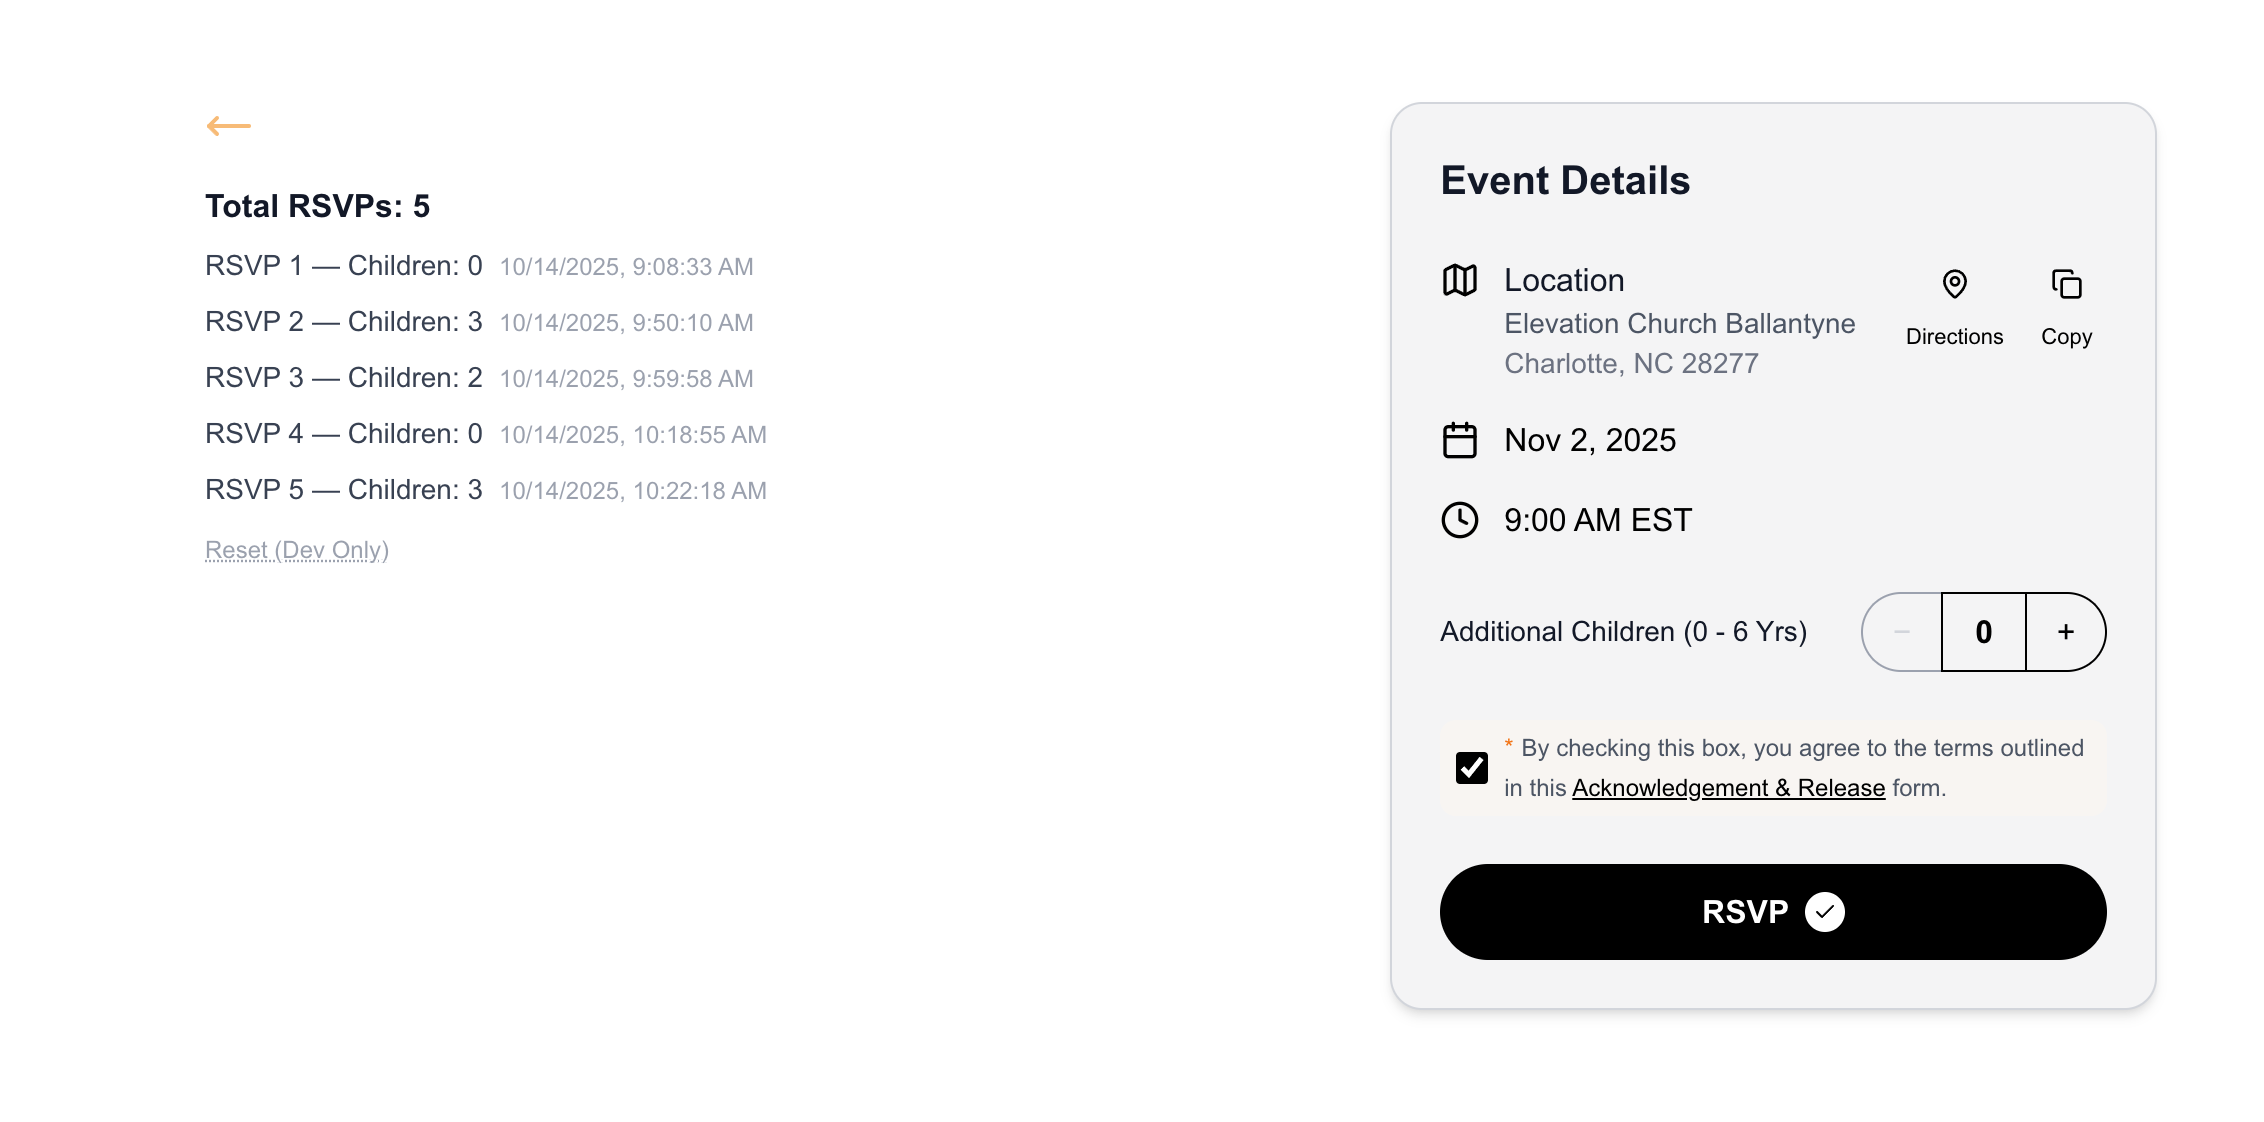 Total RSVPs: 5
RSVP 1 — Children: 0 10/14/2025, 9:08:33 AM
RSVP 2 — Children: 3 10/14/2025, 9:50:10 AM
RSVP 3 — Children: 2 10/14/2025, 9:59:58 AM
RSVP 4 — Children: 0 10/14/2025, 10:18:55 AM
RSVP 5 — Children: 3 10/14/2025, 10:22:18 AM
Reset (Dev Only)
Event Details
Location
Elevation Church Ballantyne
Charlotte, NC 28277
Directions
Copy
Nov 2, 2025
9:00 AM EST
Additional Children (0 - 6 Yrs)
− 0 +
* By checking this box, you agree to the terms outlined
in this Acknowledgement & Release form.
RSVP